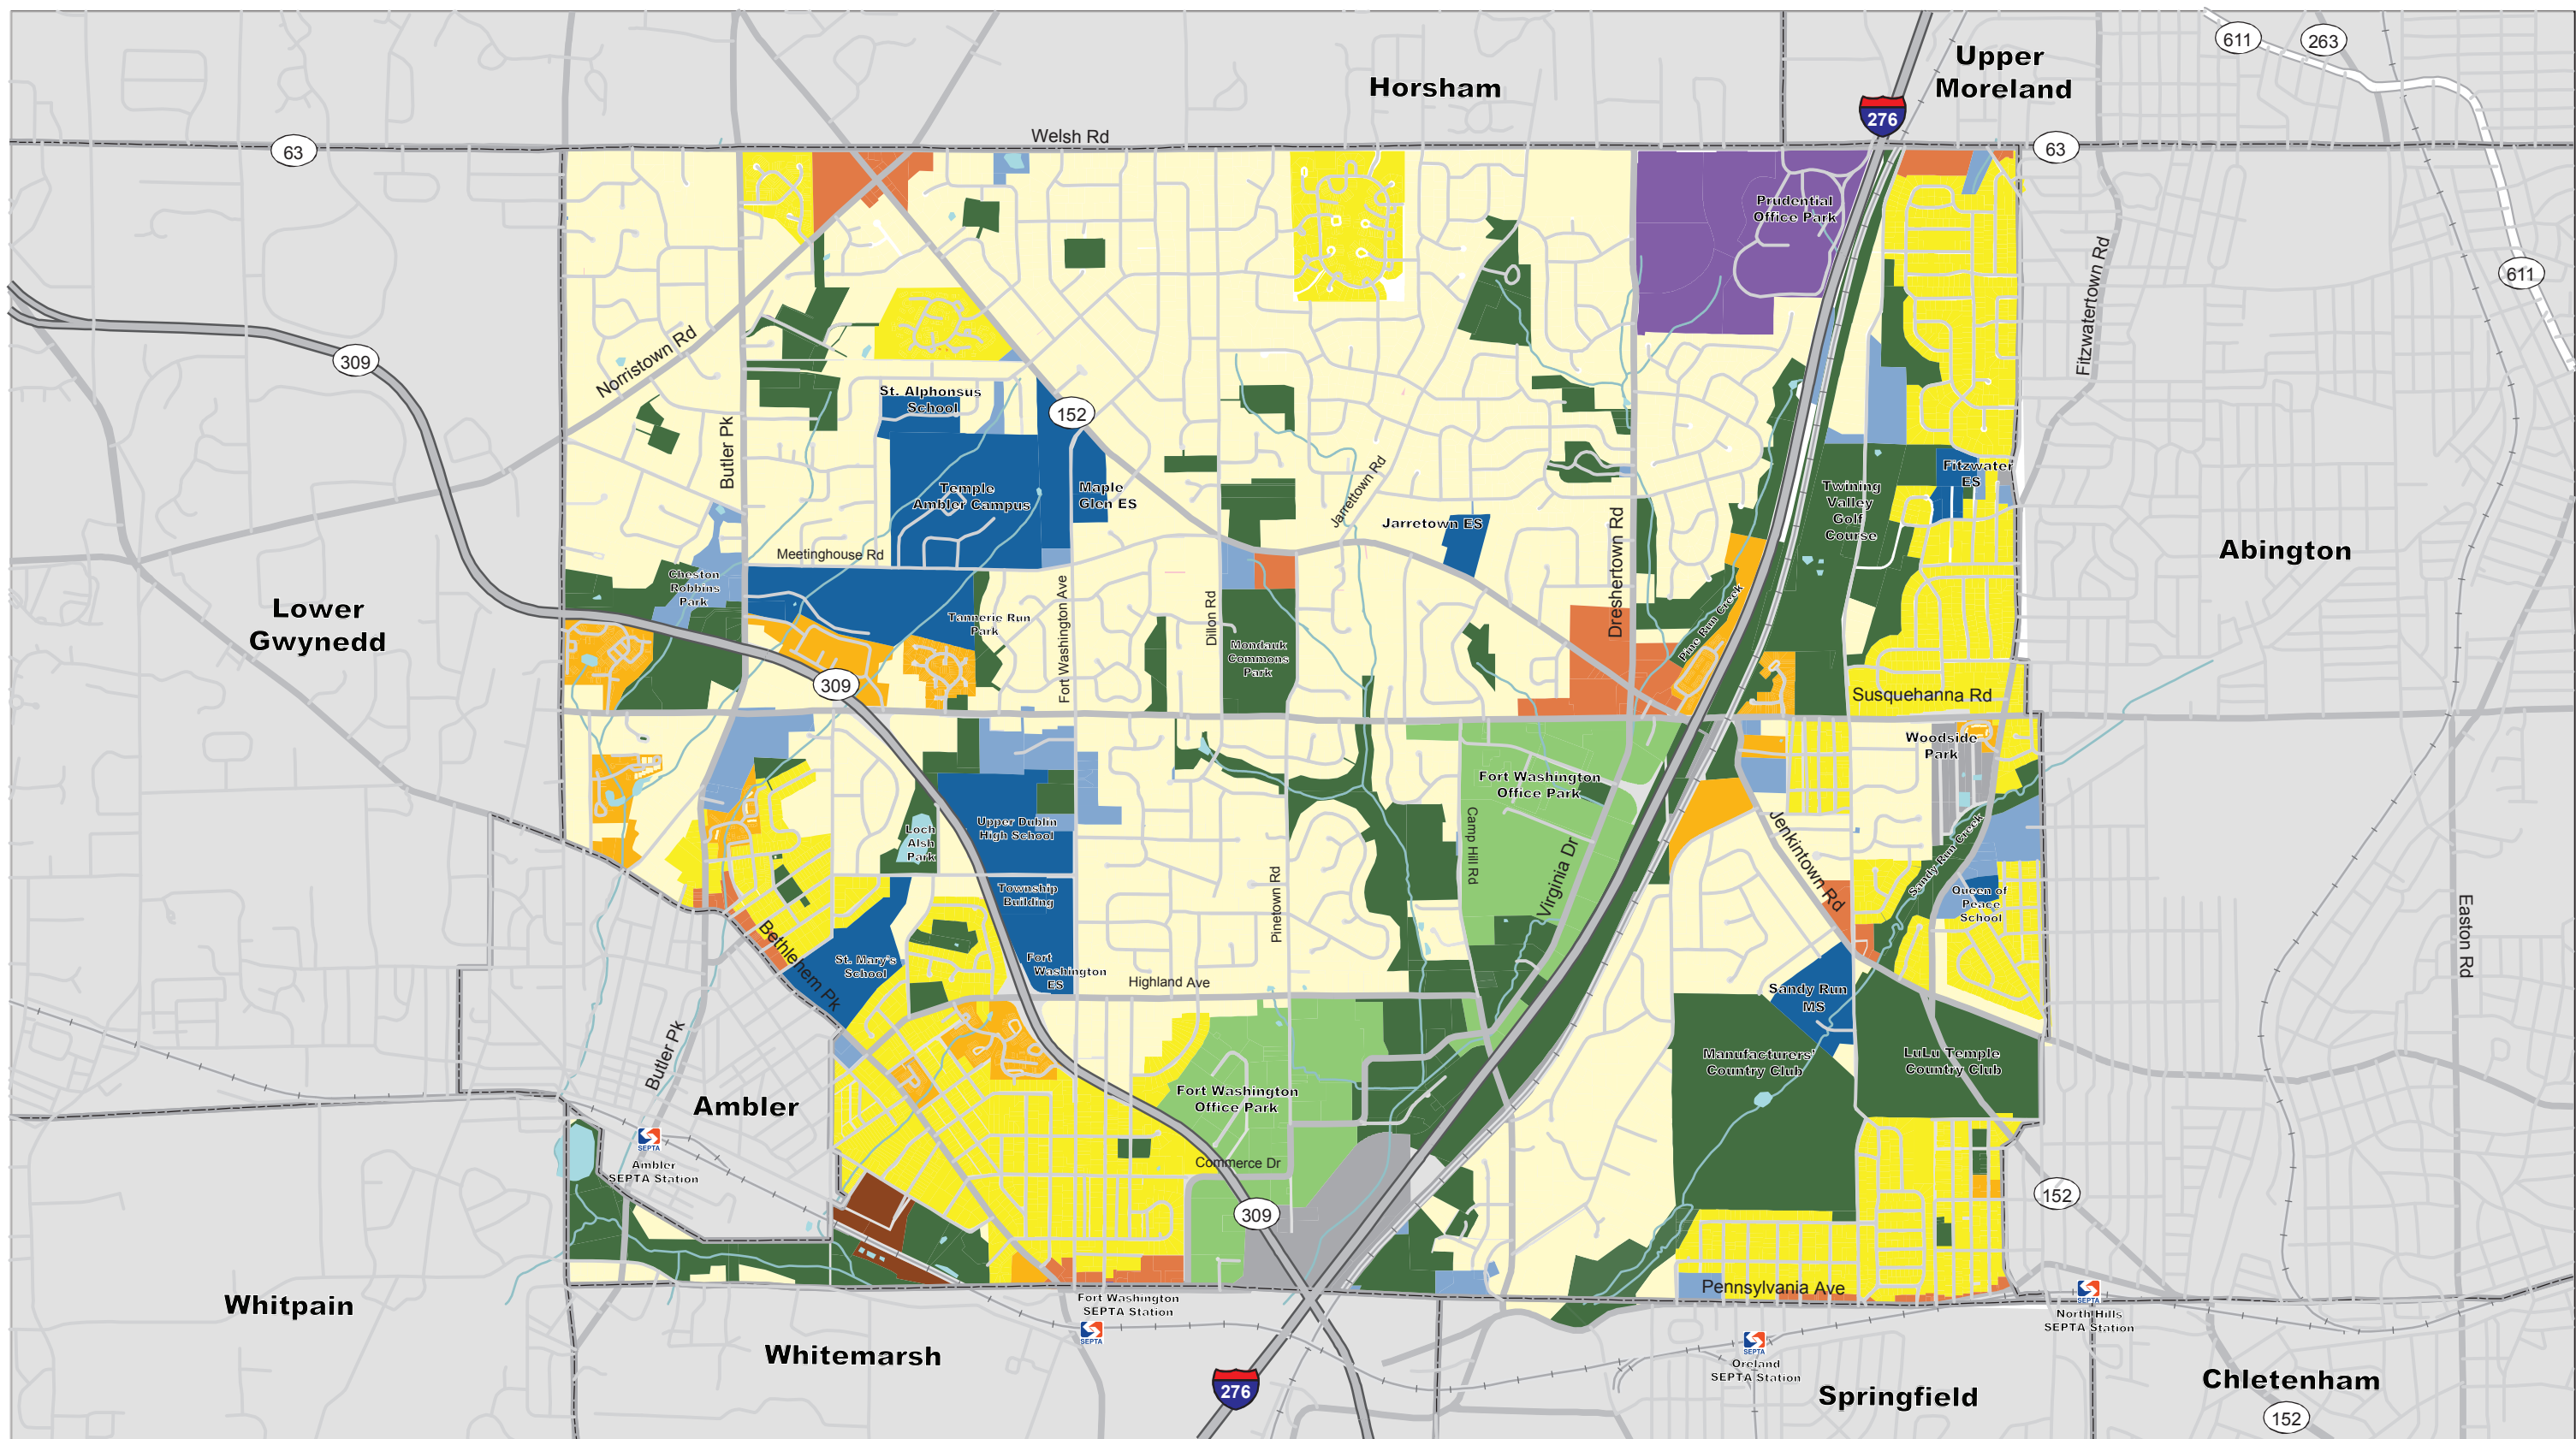 611
263
Upper
Moreland
Horsham
276
Welsh Rd
63
63
Prudential
Office Park
Fitzwatertown Rd
611
309
Norristown Rd
St. Alphonsus
School
152
Butler Pk
Jarrettown Rd
Fitzwater
ES
Temple
Ambler Campus
Maple
Glen ES
Twining
Valley
Golf
Course
Jarretown ES
Dreshertown Rd
Meetinghouse Rd
Abington
Cheston
Robbins
Park
Lower
Gwynedd
Fort Washington Ave
Dillon Rd
Tannerie Run
Park
Pine Run Creek
Mondauk
Commons
Park
309
Susquehanna Rd
Woodside
Park
Fort Washington
Office Park
Loch
Alsh
Park
Upper Dublin
High School
Camp Hill Rd
Virginia Dr
Jenkintown Rd
Sandy Run Creek
Township
Building
Pinetown Rd
Queen of
Peace
School
Easton Rd
Bethlehem Pk
St. Mary's
School
Fort
Washington
ES
Highland Ave
Sandy Run
MS
Butler Pk
Manufacturers'
Country Club
LuLu Temple
Country Club
Fort Washington
Office Park
Ambler
SEPTA
Ambler
SEPTA Station
Commerce Dr
152
309
Pennsylvania Ave
Whitpain
Fort Washington
SEPTA Station
SEPTA
SEPTA
North Hills
SEPTA Station
SEPTA
Oreland
SEPTA Station
Whitemarsh
276
Springfield
Chletenham
152